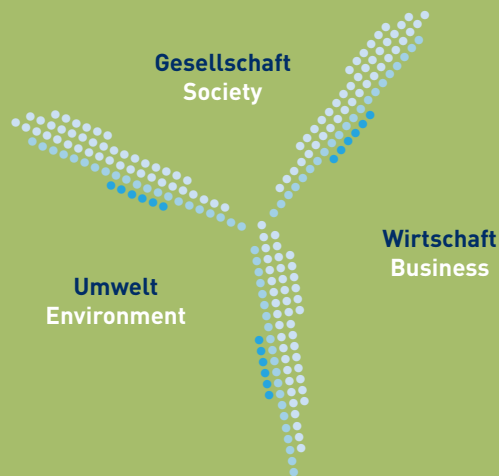 Gesellschaft
Society
Wirtschaft
Business
Umwelt
Environment